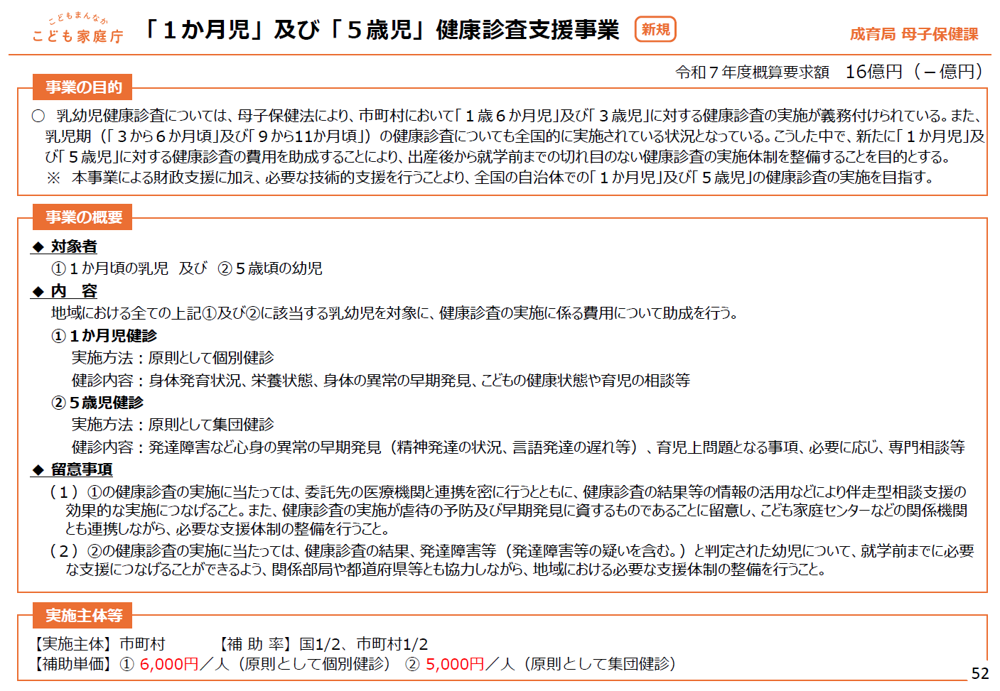 こどもまんなか
こども家庭庁
「１か月児」及び「５歳児」健康診査支援事業
新規
成育局 母子保健課
令和７年度概算要求額　16億円（－億円）
事業の目的
○　乳幼児健康診査については、母子保健法により、市町村において「１歳６か月児」及び「３歳児」に対する健康診査の実施が義務付けられている。また、
乳児期（「３から６か月頃」及び「９から11か月頃」）の健康診査についても全国的に実施されている状況となっている。こうした中で、新たに「１か月児」及
び「５歳児」に対する健康診査の費用を助成することにより、出産後から就学前までの切れ目のない健康診査の実施体制を整備することを目的とする。
※　本事業による財政支援に加え、必要な技術的支援を行うことより、全国の自治体での「１か月児」及び「５歳児」の健康診査の実施を目指す。
事業の概要
◆ 対象者
①１か月頃の乳児　及び　②５歳頃の幼児
◆ 内　容
地域における全ての上記①及び②に該当する乳幼児を対象に、健康診査の実施に係る費用について助成を行う。
①１か月児健診
実施方法：原則として個別健診
健診内容：身体発育状況、栄養状態、身体の異常の早期発見、こどもの健康状態や育児の相談等
②５歳児健診
実施方法：原則として集団健診
健診内容：発達障害など心身の異常の早期発見（精神発達の状況、言語発達の遅れ等）、育児上問題となる事項、必要に応じ、専門相談等
◆ 留意事項
（１）①の健康診査の実施に当たっては、委託先の医療機関と連携を密に行うとともに、健康診査の結果等の情報の活用などにより伴走型相談支援の
効果的な実施につなげること。また、健康診査の実施が虐待の予防及び早期発見に資するものであることに留意し、こども家庭センターなどの関係機関
とも連携しながら、必要な支援体制の整備を行うこと。
（２）②の健康診査の実施に当たっては、健康診査の結果、発達障害等（発達障害等の疑いを含む。）と判定された幼児について、就学前までに必要
な支援につなげることができるよう、関係部局や都道府県等とも協力しながら、地域における必要な支援体制の整備を行うこと。
実施主体等
【実施主体】市町村　　　　【補 助 率】国1/2、市町村1/2
【補助単価】① 6,000円／人（原則として個別健診）　② 5,000円／人（原則として集団健診）
52